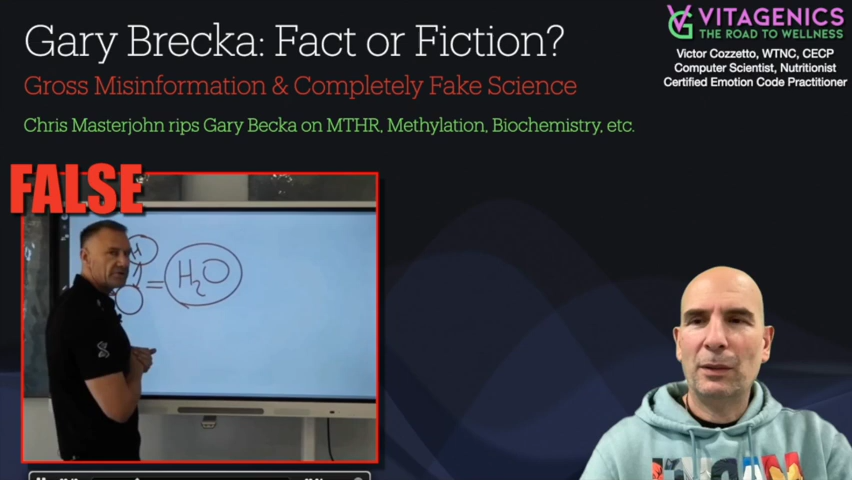 Gary Brecka: Fact or Fiction?
Gross Misinformation & Completely Fake Science
Chris Masterjohn rips Gary Becka on MTHR, Methylation, Biochemistry, etc.
VITAGENICS
THE ROAD TO WELLNESS
Victor Cozzetto, WTNC, CECP
Computer Scientist, Nutritionist
Certified Emotion Code Practitioner
FALSE
H
= H2O